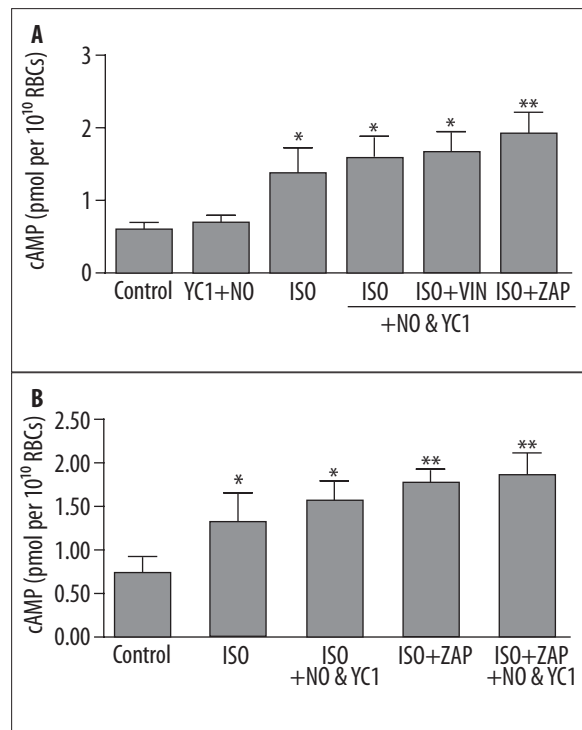 A
cAMP (pmol per 10¹⁰ RBCs)
3
2
1
0
*
*
*
**
Control YC1+NO ISO ISO ISO+VIN ISO+ZAP
+NO & YC1
B
cAMP (pmol per 10¹⁰ RBCs)
2.50
2.00
1.50
1.00
0.50
0.00
*
*
**
**
Control ISO ISO ISO+ZAP ISO+ZAP
+NO & YC1 +NO & YC1